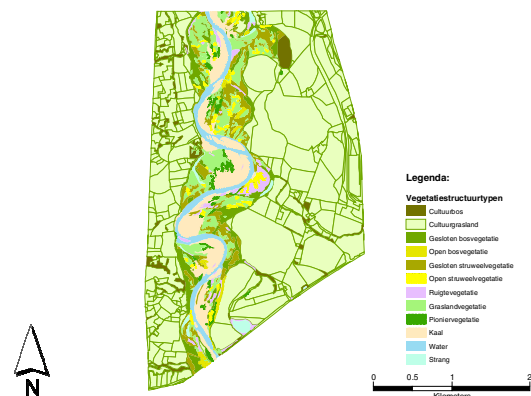 Legenda:
Vegetatiestructuurtypen
Cultuurbos
Cultuurgrasland
Gesloten bosvegetatie
Open bosvegetatie
Gesloten struweelvegetatie
Open struweelvegetatie
Ruigtevegetatie
Graslandvegetatie
Pioniervegetatie
Kaal
Water
Strang
N
0 0.5 1 2
Kilometers